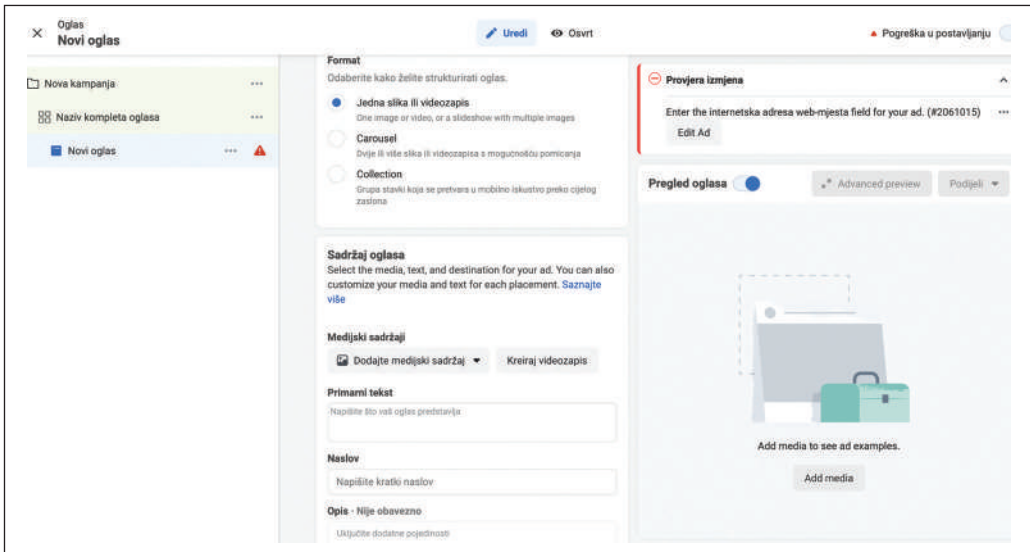 Oglas
Novi oglas
Uredi
Osvrt
Pogreška u postavljanju
Nova kampanja
Naziv kompleta oglasa
Novi oglas
Format
Odaberite kako želite strukturirati oglas.
Jedna slika ili videozapis
One image or video, or a slideshow with multiple images
Carousel
Dvije ili više slika ili videozapisa s mogućnošću pomicanja
Collection
Grupa stavki koja se pretvara u mobilno iskustvo preko cijelog
zaslona
Sadržaj oglasa
Select the media, text, and destination for your ad. You can also
customize your media and text for each placement. Saznajte
više
Medijski sadržaji
Dodajte medijski sadržaj
Kreiraj videozapis
Primarni tekst
Napišite što vaš oglas predstavlja
Naslov
Napišite kratki naslov
Opis · Nije obavezno
Uključite dodatne pojedinosti
Provjera izmjena
Enter the internetska adresa web-mjesta field for your ad. (#2061015)
Edit Ad
Pregled oglasa
Advanced preview
Podijeli
Add media to see ad examples.
Add media